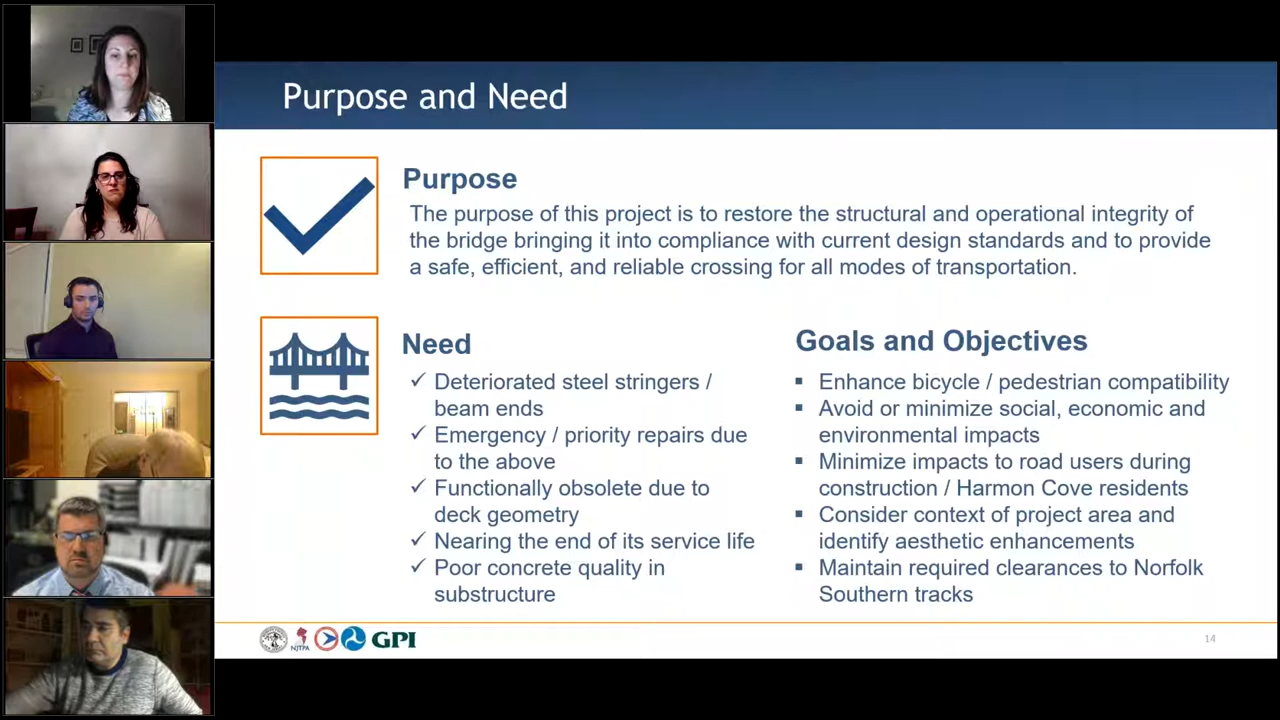 Purpose and Need
Purpose
The purpose of this project is to restore the structural and operational integrity of
the bridge bringing it into compliance with current design standards and to provide
a safe, efficient, and reliable crossing for all modes of transportation.
Need
✓ Deteriorated steel stringers /
beam ends
✓ Emergency / priority repairs due
to the above
✓ Functionally obsolete due to
deck geometry
✓ Nearing the end of its service life
✓ Poor concrete quality in
substructure
Goals and Objectives
▪ Enhance bicycle / pedestrian compatibility
▪ Avoid or minimize social, economic and
environmental impacts
▪ Minimize impacts to road users during
construction / Harmon Cove residents
▪ Consider context of project area and
identify aesthetic enhancements
▪ Maintain required clearances to Norfolk
Southern tracks
NJTPA
GPI
14